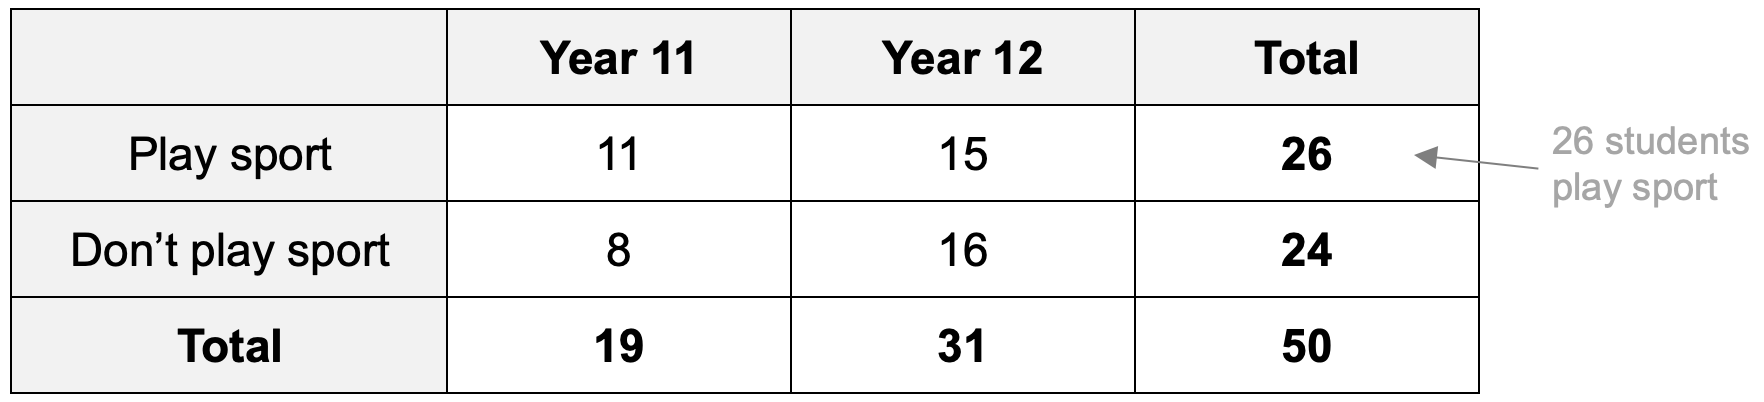 Year 11 Year 12 Total
Play sport 11 15 26
26 students
play sport
Don’t play sport 8 16 24
Total 19 31 50